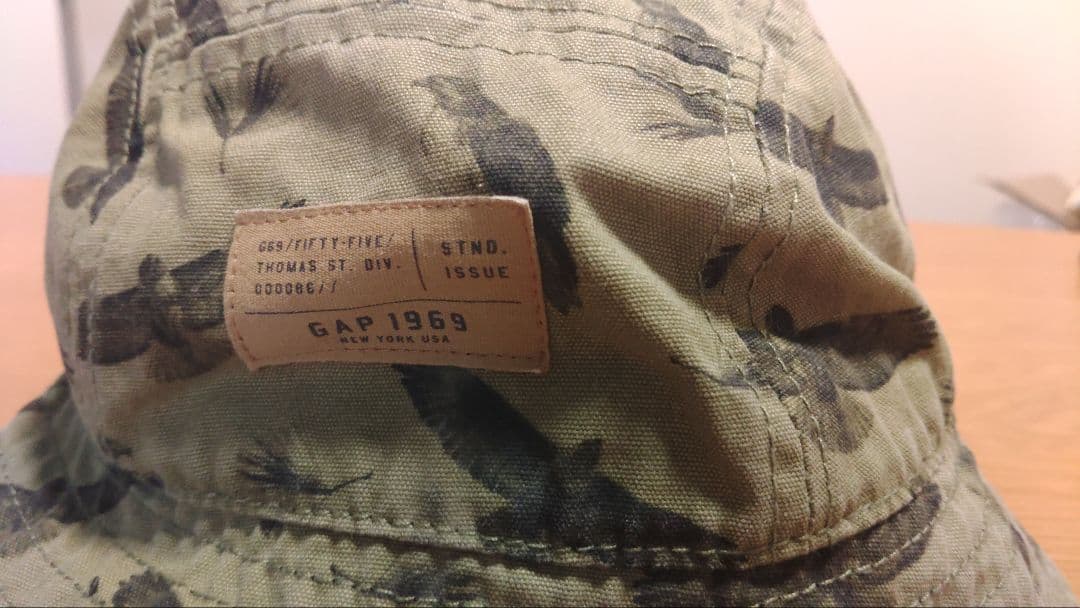 G69/FIFTY-FIVE/
THOMAS ST. DIV.
000086//
STND.
ISSUE
GAP 1969
NEW YORK USA